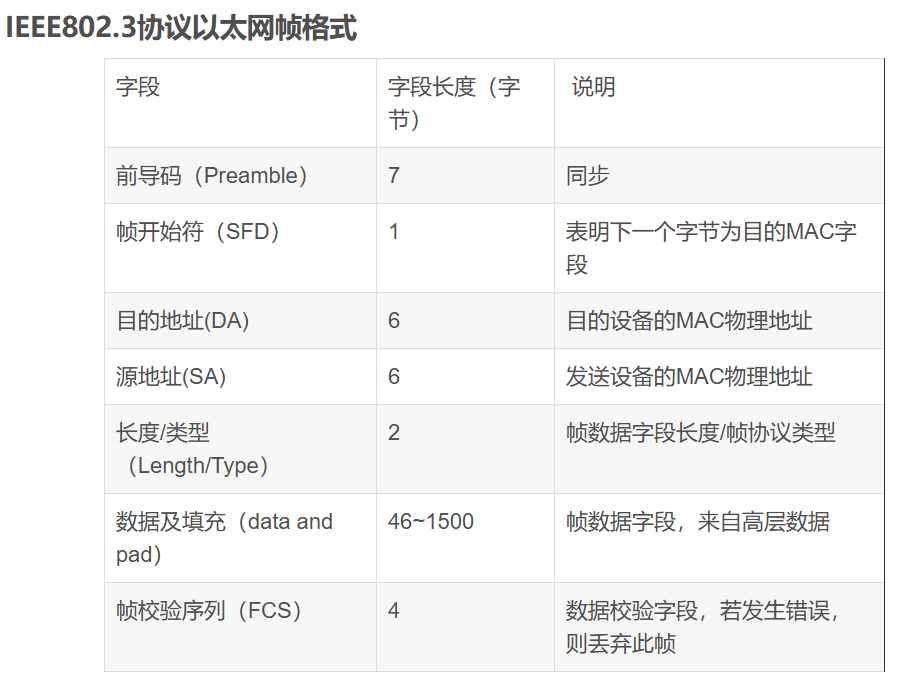 IEEE802.3协议以太网帧格式
字段
字段长度（字
节）
说明
前导码（Preamble）
7
同步
帧开始符（SFD）
1
表明下一个字节为目的MAC字
段
目的地址(DA)
6
目的设备的MAC物理地址
源地址(SA)
6
发送设备的MAC物理地址
长度/类型
（Length/Type）
2
帧数据字段长度/帧协议类型
数据及填充（data and
pad）
46~1500
帧数据字段，来自高层数据
帧校验序列（FCS）
4
数据校验字段，若发生错误，
则丢弃此帧